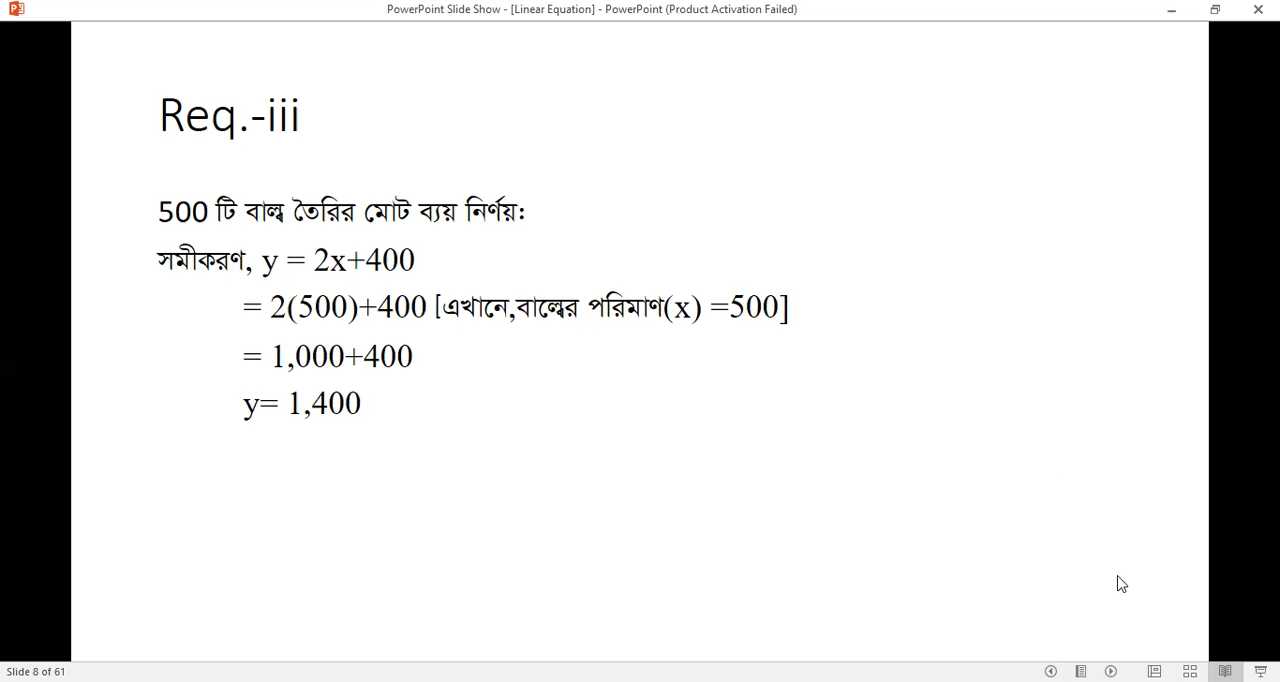 PowerPoint Slide Show - [Linear Equation] - PowerPoint (Product Activation Failed)
Req.-iii
500 টি বাল্ব তৈরির মোট ব্যয় নির্ণয়ঃ
সমীকরণ, y = 2x+400
= 2(500)+400 [এখানে,বাল্বের পরিমাণ(x) =500]
= 1,000+400
y= 1,400
Slide 8 of 61